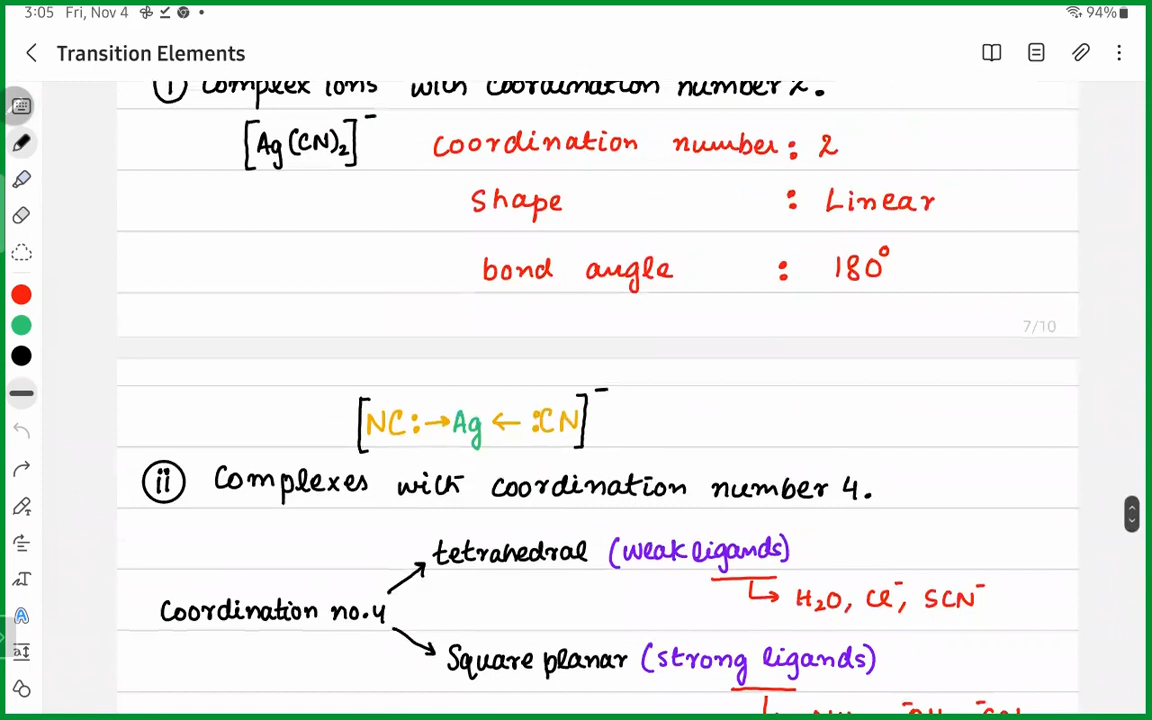 3:05 Fri, Nov 4
94%
Transition Elements
(i) Complex ions with coordination number 2.
[Ag(CN)₂]⁻ Coordination number : 2
Shape : Linear
bond angle : 180°
7/10
[NC:→Ag←:CN]⁻
(ii) Complexes with coordination number 4.
tetrahedral (weak ligands)
↳ H₂O, Cl⁻, SCN⁻
Coordination no.4
Square planar (strong ligands)